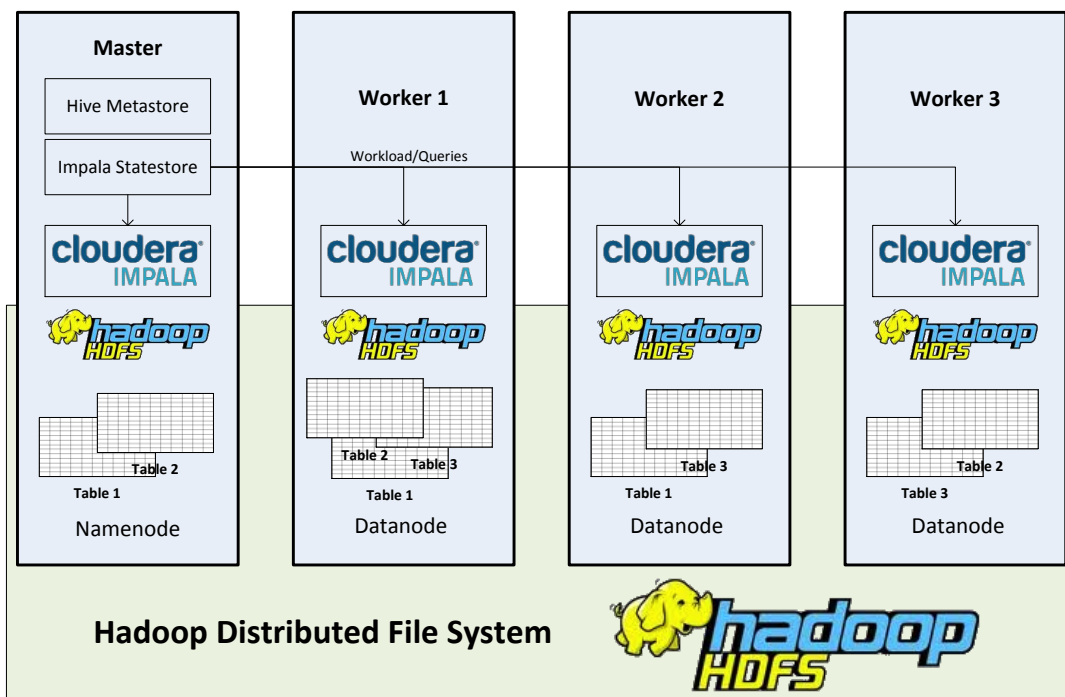 Master
Hive Metastore
Impala Statestore
cloudera®
IMPALA
hadoop
HDFS
Table 2
Table 1
Namenode
Worker 1
Workload/Queries
cloudera®
IMPALA
hadoop
HDFS
Table 2
Table 3
Table 1
Datanode
Worker 2
cloudera®
IMPALA
hadoop
HDFS
Table 3
Table 1
Datanode
Worker 3
cloudera®
IMPALA
hadoop
HDFS
Table 2
Table 3
Datanode
Hadoop Distributed File System
hadoop
HDFS